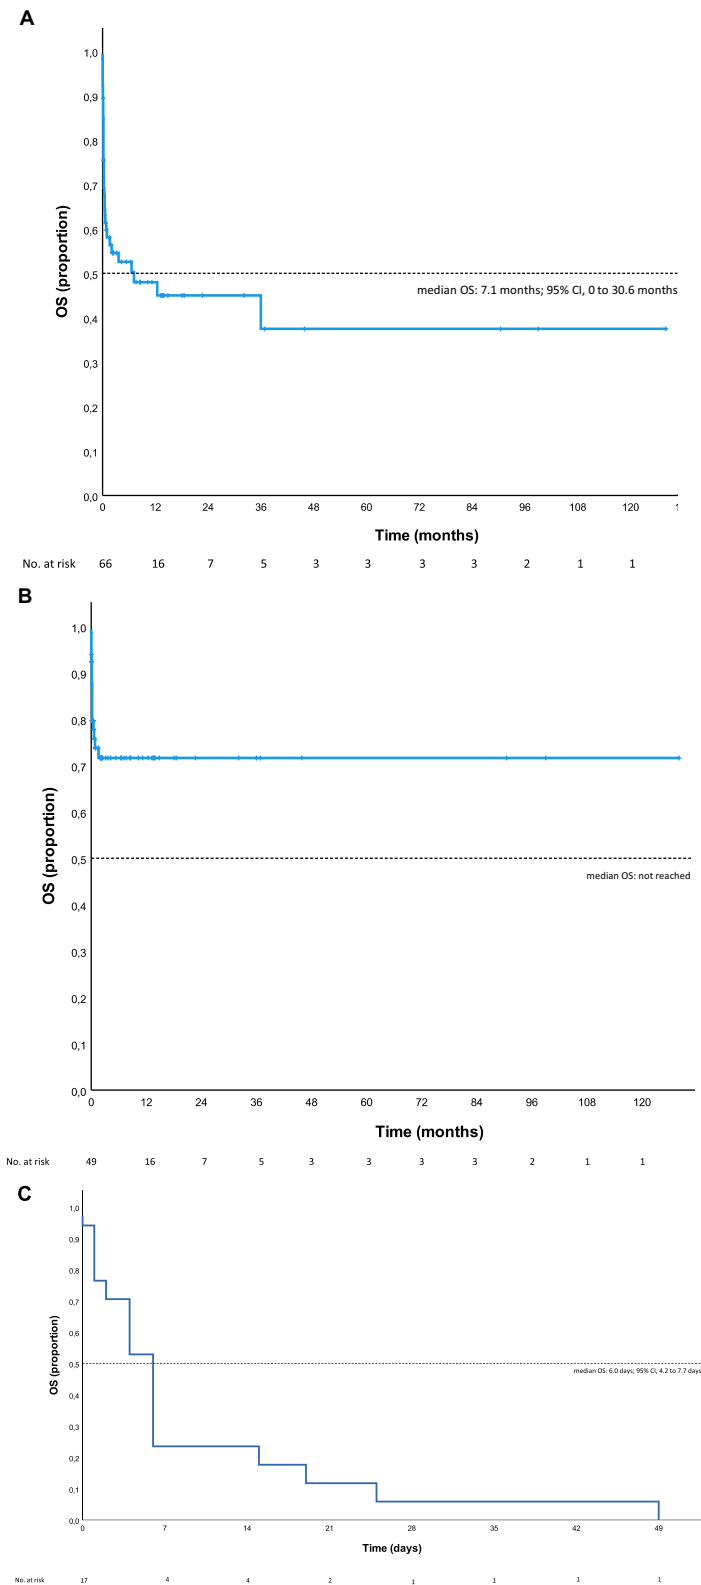 A
1,0
0,9
0,8
0,7
0,6
0,5
0,4
0,3
0,2
0,1
0,0
OS (proportion)
median OS: 7.1 months; 95% CI, 0 to 30.6 months
0 12 24 36 48 60 72 84 96 108 120 1
Time (months)
No. at risk 66 16 7 5 3 3 3 3 2 1 1
B
1,0
0,9
0,8
0,7
0,6
0,5
0,4
0,3
0,2
0,1
0,0
OS (proportion)
median OS: not reached
0 12 24 36 48 60 72 84 96 108 120
Time (months)
No. at risk 49 16 7 5 3 3 3 3 2 1 1
C
1,0
0,9
0,8
0,7
0,6
0,5
0,4
0,3
0,2
0,1
0,0
OS (proportion)
median OS: 6.0 days; 95% CI, 4.2 to 7.7 days
0 7 14 21 28 35 42 49
Time (days)
No. at risk 17 4 4 2 1 1 1 1